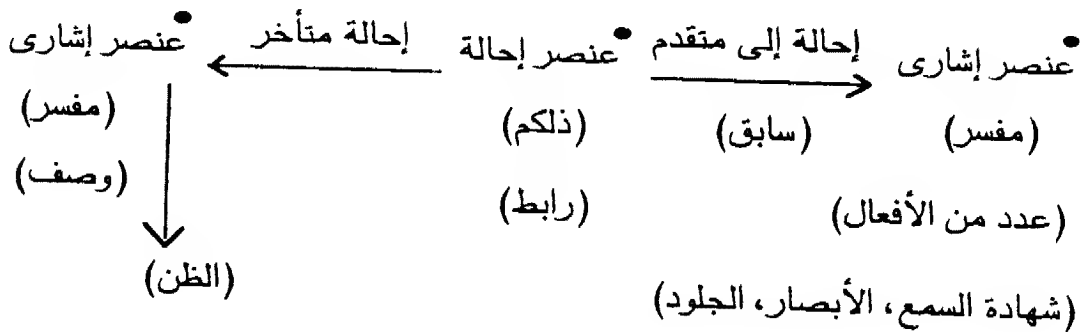 عنصر إشارى إحالة إلى متقدم عنصر إحالة إحالة متأخر عنصر إشارى
(مفسر) (سابق) (ذلكم) (مفسر)
(عدد من الأفعال) (رابط) (وصف)
(شهادة السمع، الأبصار، الجلود) (الظن)